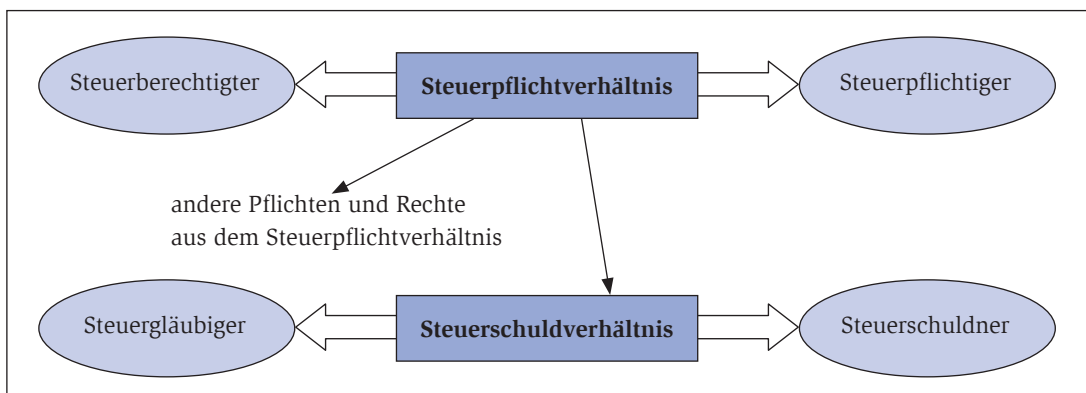 Steuerberechtigter
Steuerpflichtverhältnis
Steuerpflichtiger
andere Pflichten und Rechte
aus dem Steuerpflichtverhältnis
Steuergläubiger
Steuerschuldverhältnis
Steuerschuldner